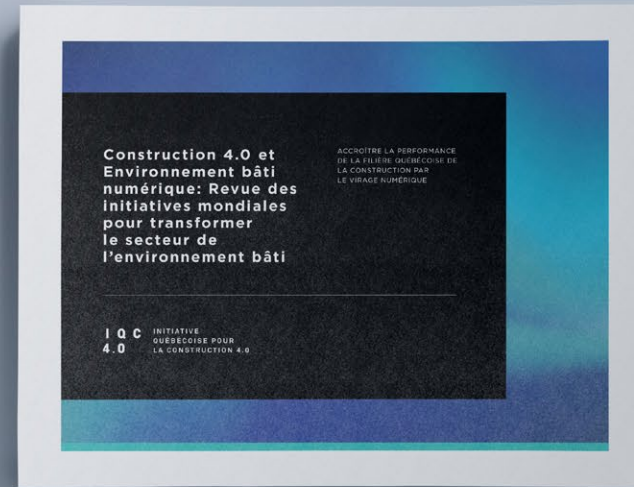 Construction 4.0 et
Environnement bâti
numérique: Revue des
initiatives mondiales
pour transformer
le secteur de
l'environnement bâti
ACCROÎTRE LA PERFORMANCE
DE LA FILIÈRE QUÉBÉCOISE DE
LA CONSTRUCTION PAR
LE VIRAGE NUMÉRIQUE
IQC
4.0
INITIATIVE
QUÉBÉCOISE POUR
LA CONSTRUCTION 4.0